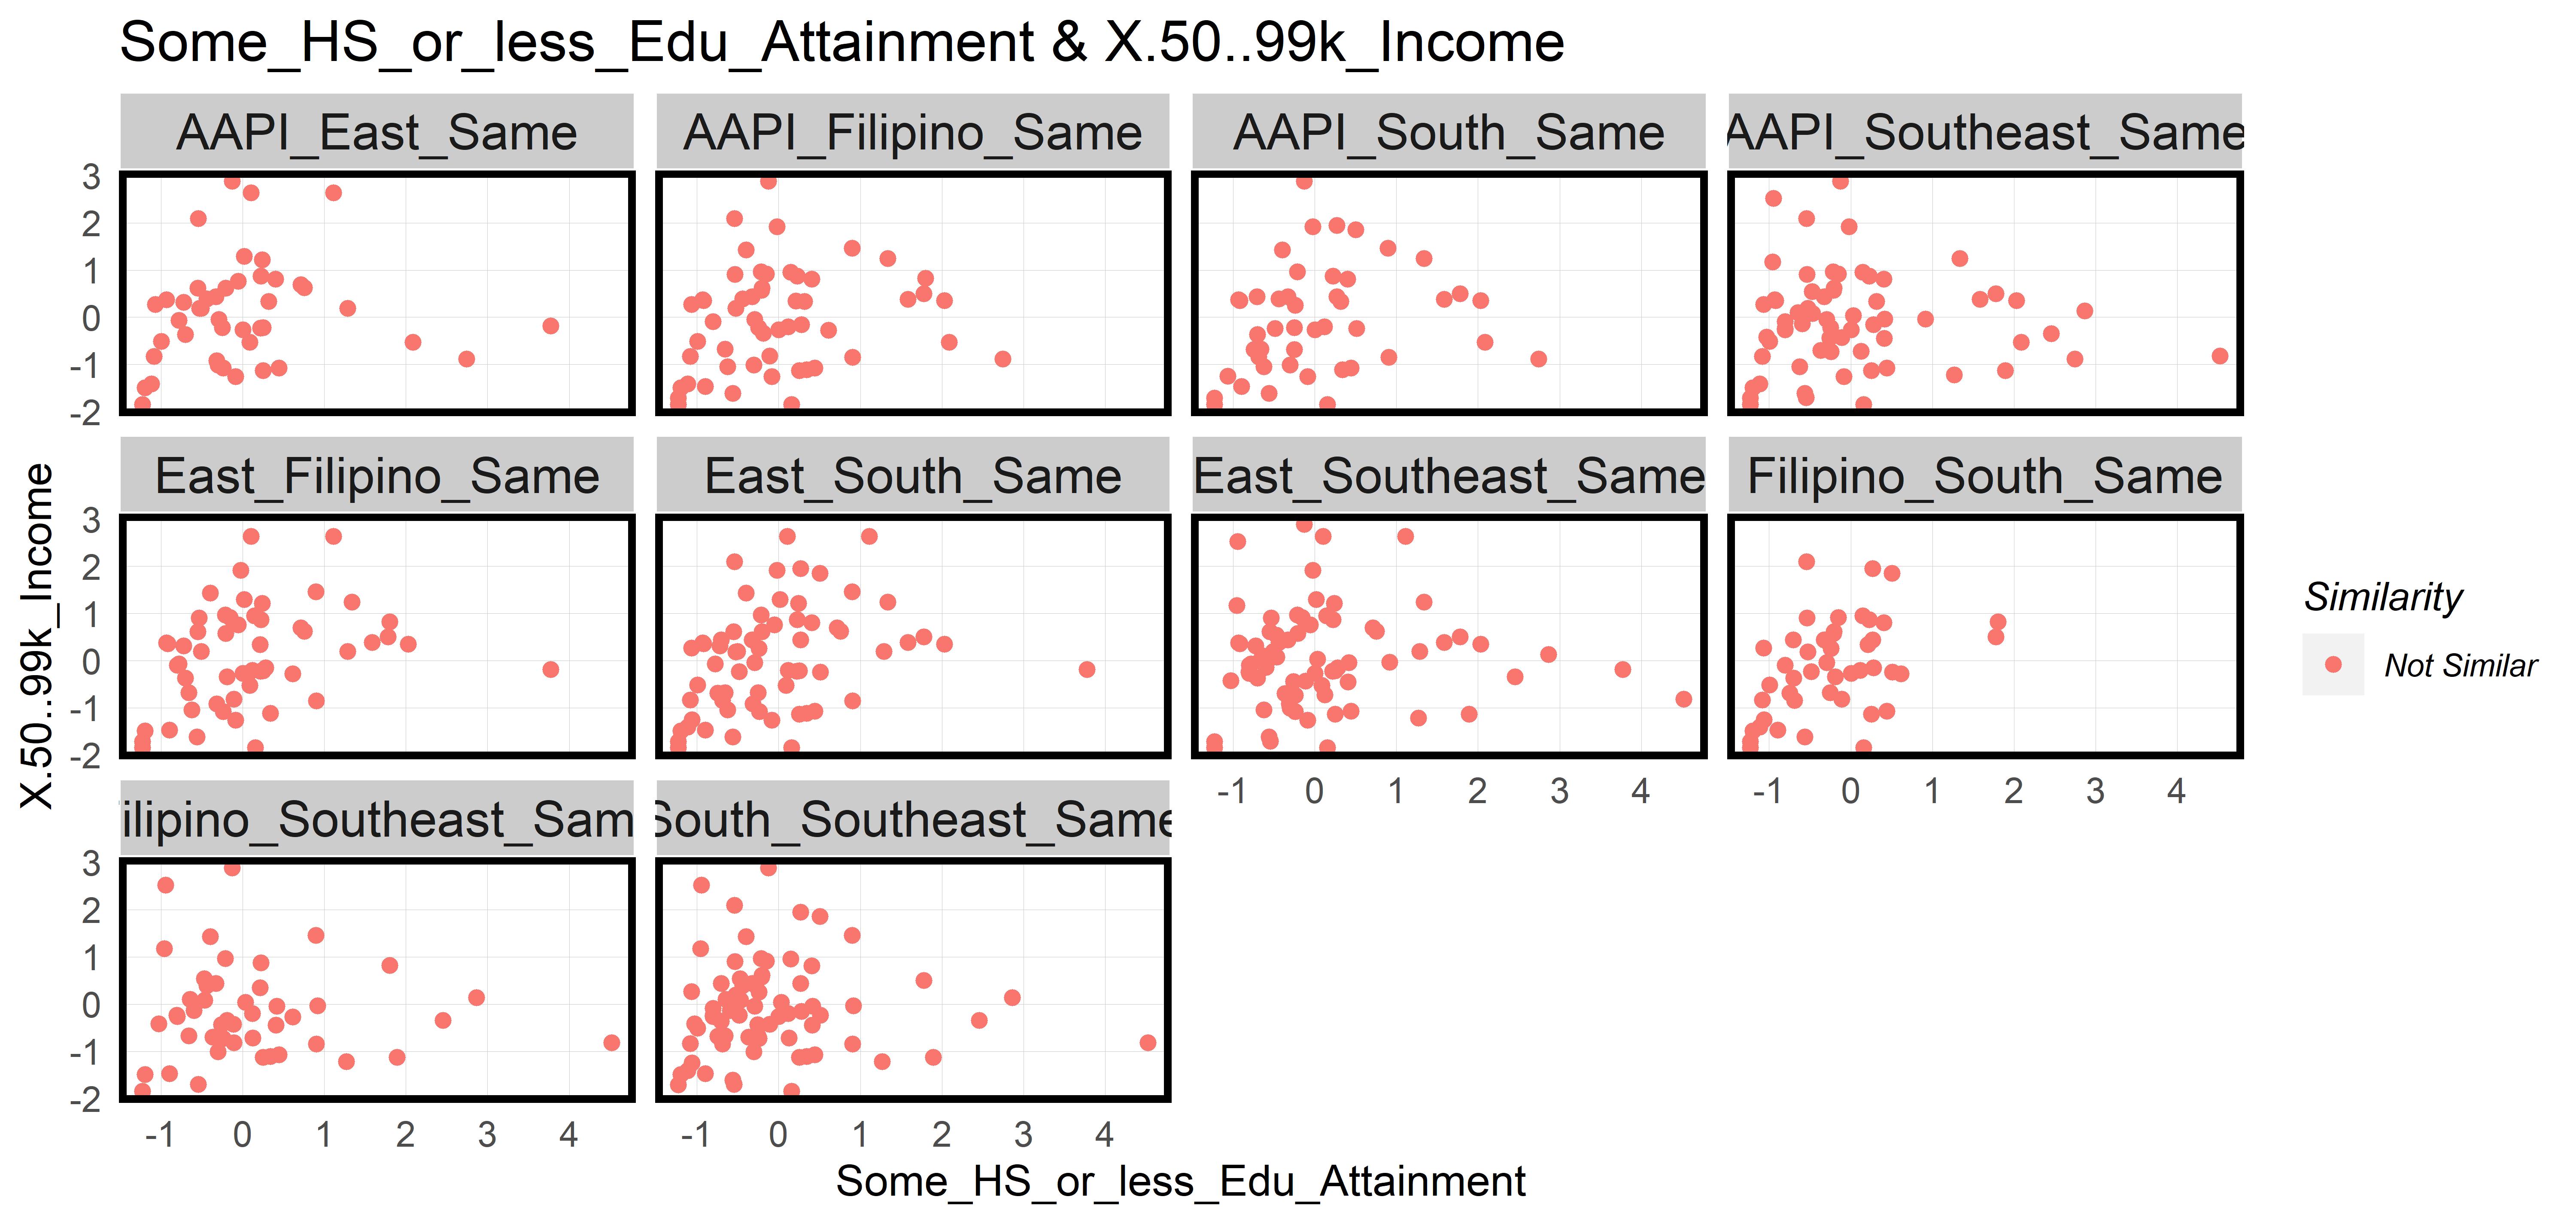 Some_HS_or_less_Edu_Attainment & X.50..99k_Income
AAPI_East_Same AAPI_Filipino_Same AAPI_South_Same AAPI_Southeast_Same
3
2
1
0
-1
-2
East_Filipino_Same East_South_Same East_Southeast_Same Filipino_South_Same
3
2
1
0
-1
-2
-1 0 1 2 3 4 -1 0 1 2 3 4
ilipino_Southeast_Sam South_Southeast_Same
3
2
1
0
-1
-2
-1 0 1 2 3 4 -1 0 1 2 3 4
Some_HS_or_less_Edu_Attainment
X.50..99k_Income
Similarity
Not Similar